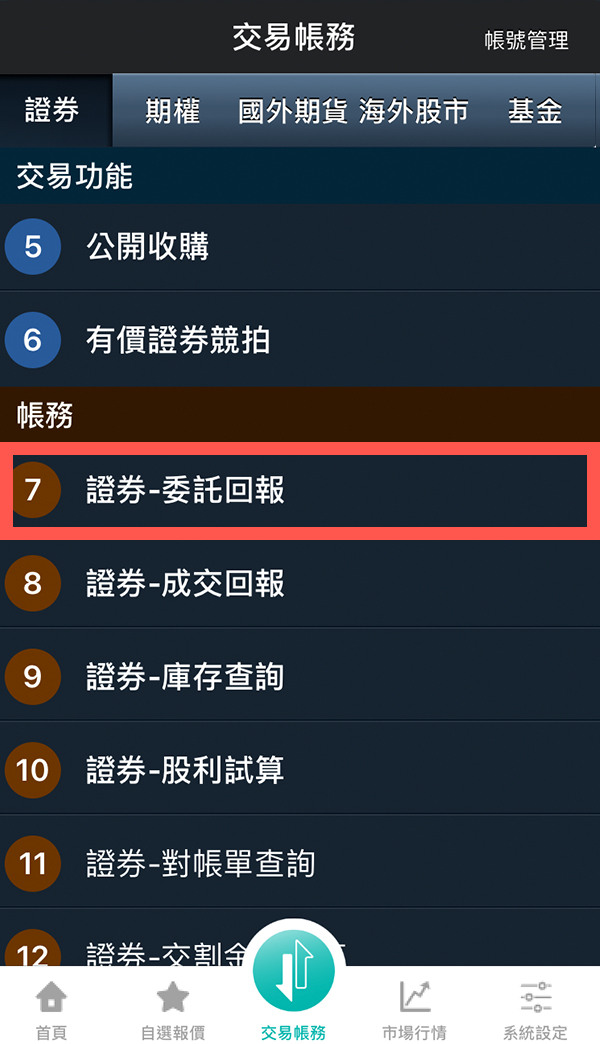 交易帳務 帳號管理
證券 期權 國外期貨 海外股市 基金
交易功能
5 公開收購
6 有價證券競拍
帳務
7 證券-委託回報
8 證券-成交回報
9 證券-庫存查詢
10 證券-股利試算
11 證券-對帳單查詢
12 證券-交割金
首頁 自選報價 交易帳務 市場行情 系統設定